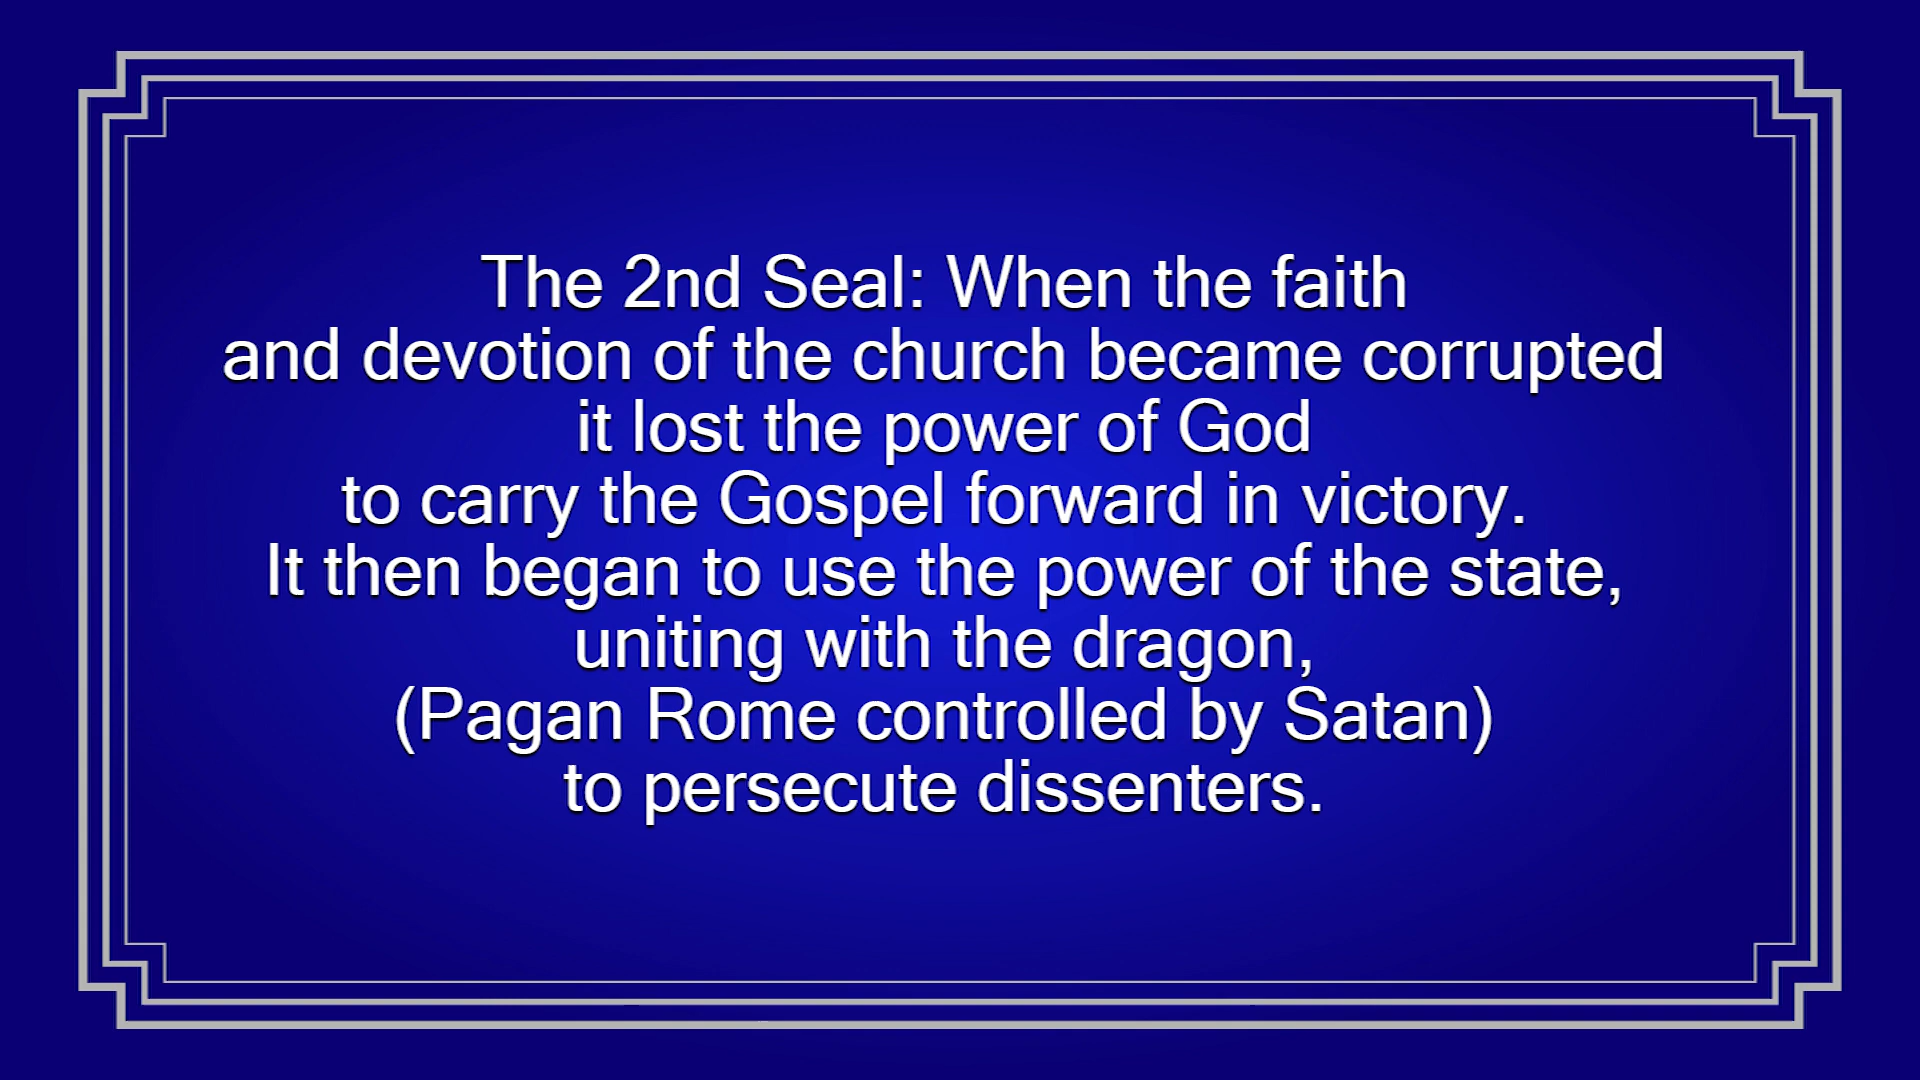 The 2nd Seal: When the faith
and devotion of the church became corrupted
it lost the power of God
to carry the Gospel forward in victory.
It then began to use the power of the state,
uniting with the dragon,
(Pagan Rome controlled by Satan)
to persecute dissenters.